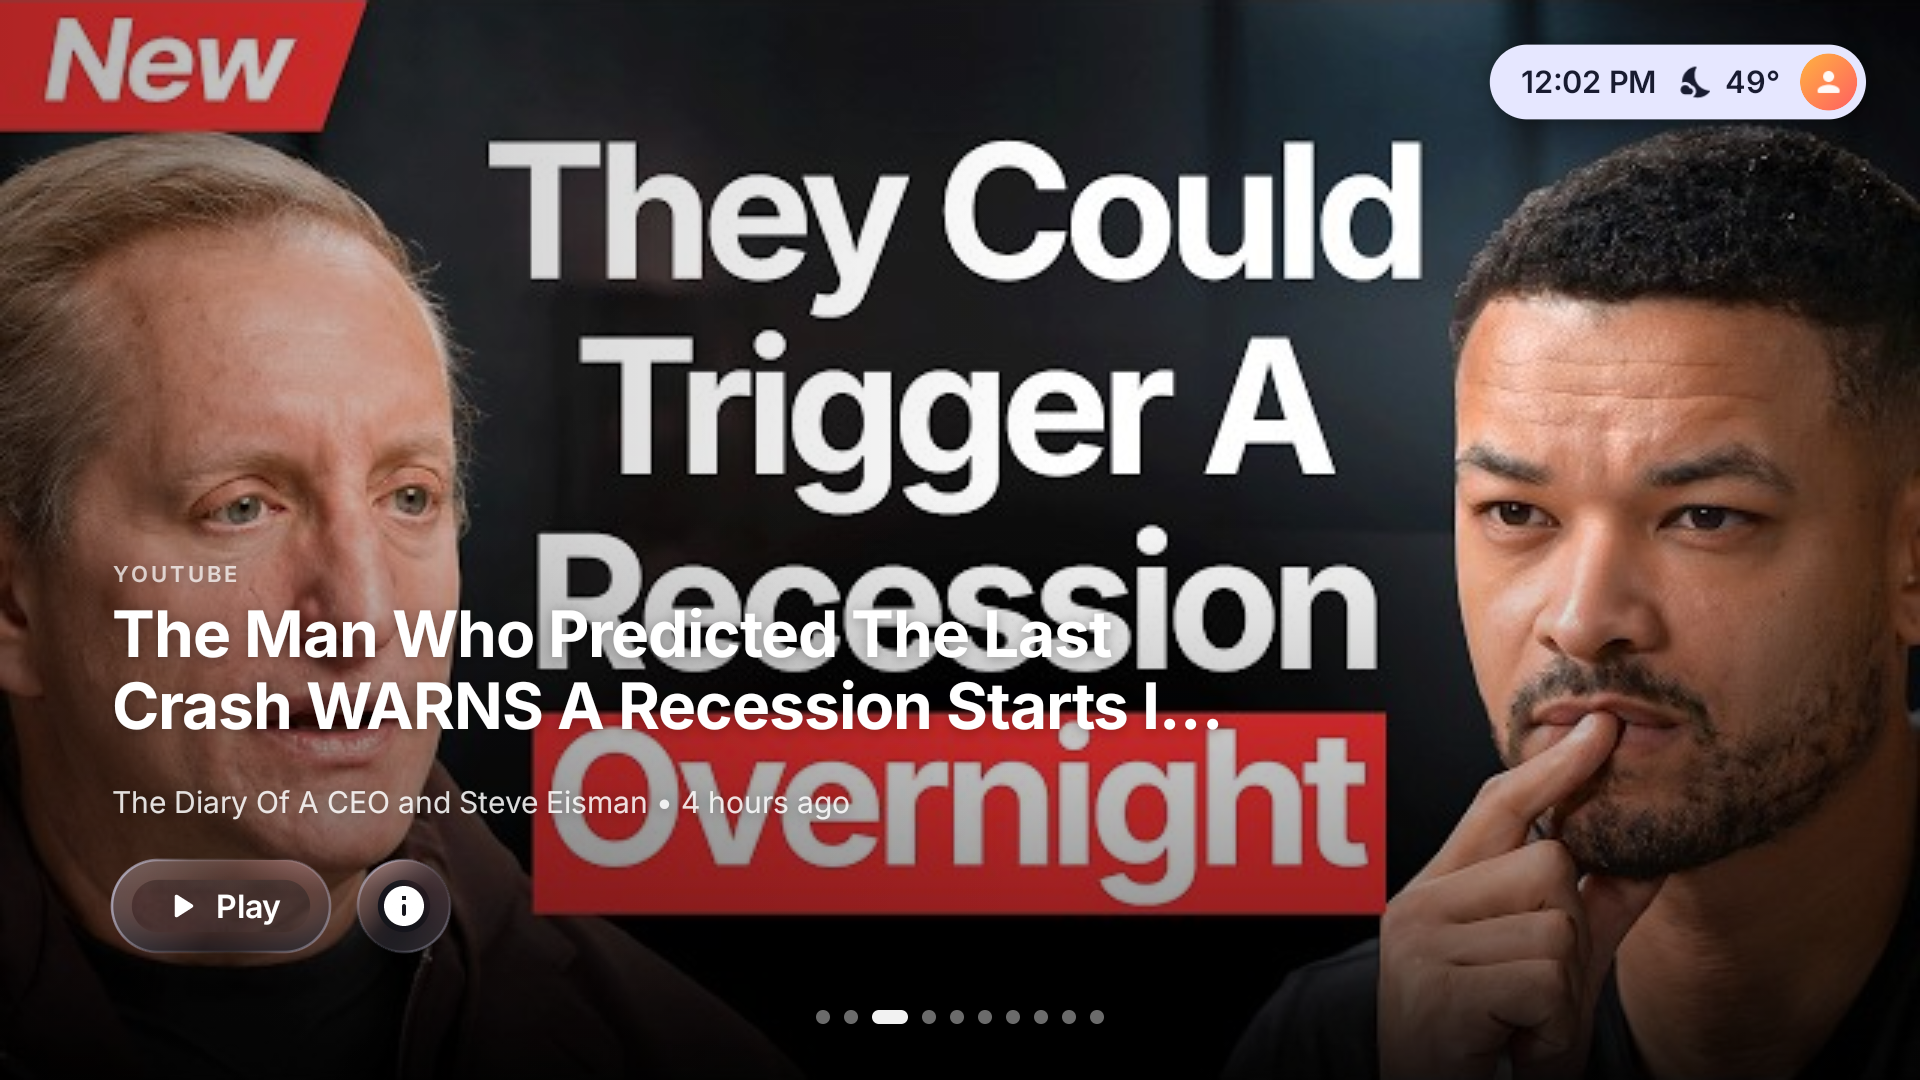 New
12:02 PM 49°
They Could
Trigger A
Recession
Overnight
YOUTUBE
The Man Who Predicted The Last
Crash WARNS A Recession Starts I...
The Diary Of A CEO and Steve Eisman • 4 hours ago
Play